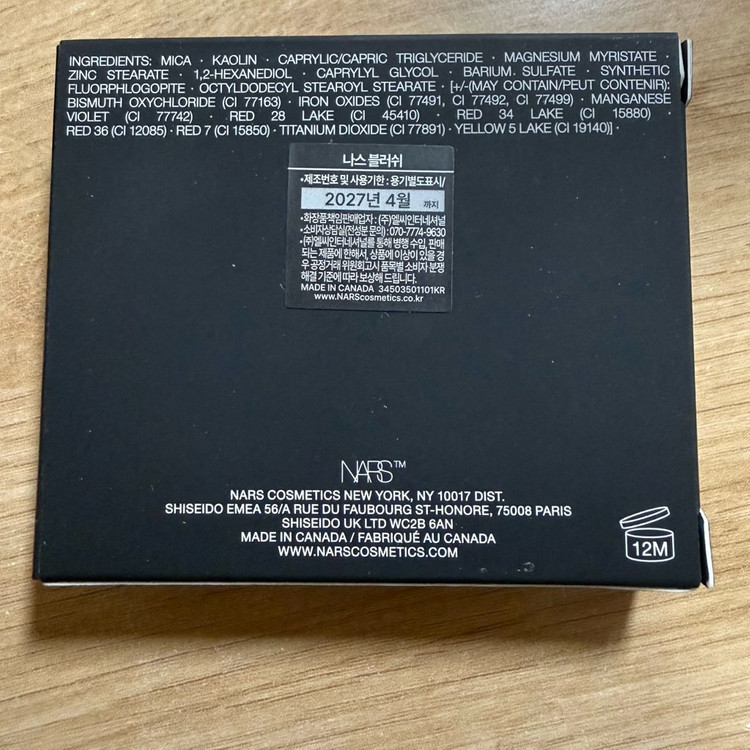 INGREDIENTS: MICA · KAOLIN · CAPRYLIC/CAPRIC TRIGLYCERIDE · MAGNESIUM MYRISTATE ·
ZINC STEARATE · 1,2-HEXANEDIOL · CAPRYLYL GLYCOL · BARIUM SULFATE · SYNTHETIC
FLUORPHLOGOPITE · OCTYLDODECYL STEAROYL STEARATE · [+/-(MAY CONTAIN/PEUT CONTENIR):
BISMUTH OXYCHLORIDE (CI 77163) · IRON OXIDES (CI 77491, CI 77492, CI 77499) · MANGANESE
VIOLET (CI 77742) · RED 28 LAKE (CI 45410) · RED 34 LAKE (CI 15880) ·
RED 36 (CI 12085) · RED 7 (CI 15850) · TITANIUM DIOXIDE (CI 77891) · YELLOW 5 LAKE (CI 19140)] ·
나스 블러쉬
•제조번호 및 사용기한 : 용기별도표시/
2027년 4월 까지
•화장품책임판매업자 : (주)엘씨인터네셔널
•소비자상담실(전성분 문의) : 070-7774-9630
•(주)엘씨인터네셔널를 통해 병행 수입, 판매
되는 제품에 한해서, 상품에 이상이 있을 경
우 공정거래 위원회고시 품목별 소비자 분쟁
해결 기준에 따라 보상해 드립니다.
MADE IN CANADA 34503501101KR
www.NARScosmetics.co.kr
NARS™
NARS COSMETICS NEW YORK, NY 10017 DIST.
SHISEIDO EMEA 56/A RUE DU FAUBOURG ST-HONORE, 75008 PARIS
SHISEIDO UK LTD WC2B 6AN
MADE IN CANADA / FABRIQUÉ AU CANADA
WWW.NARSCOSMETICS.COM
12M